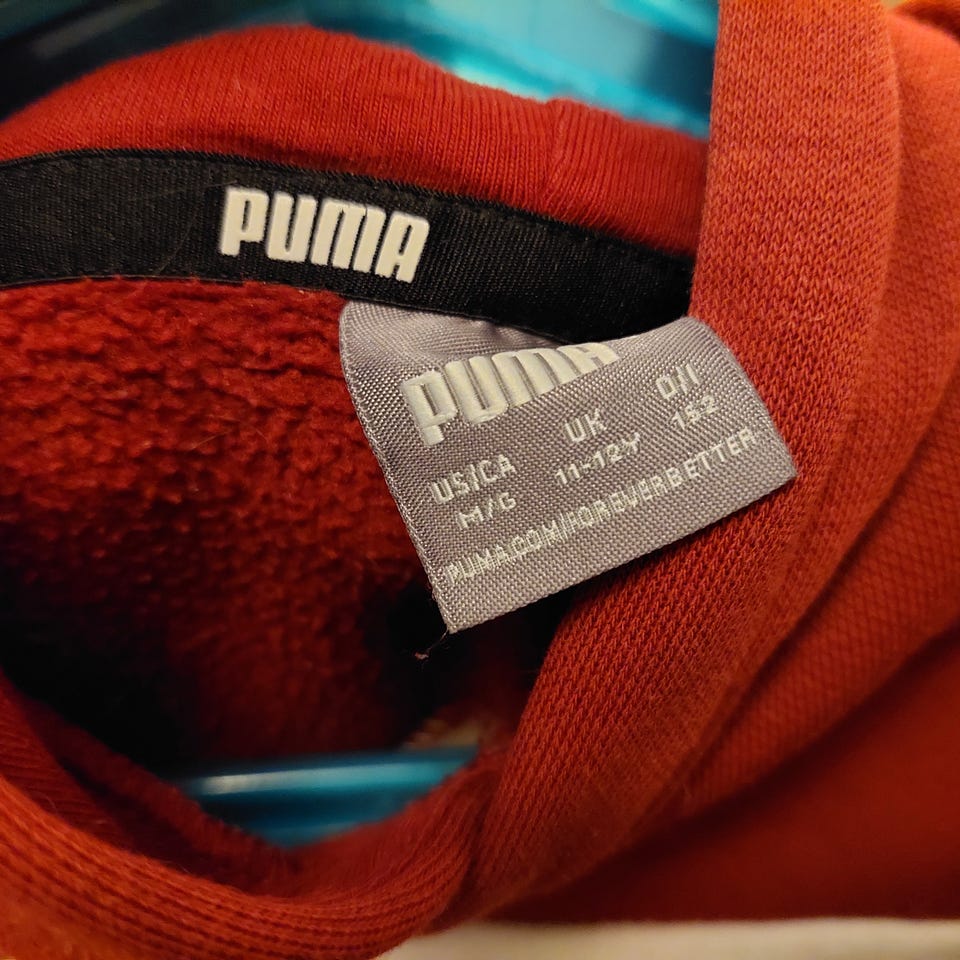 PUMA
PUMA
US/CA UK D/I
M/G 11-12Y 152
PUMA.COM/FOREVERBETTER